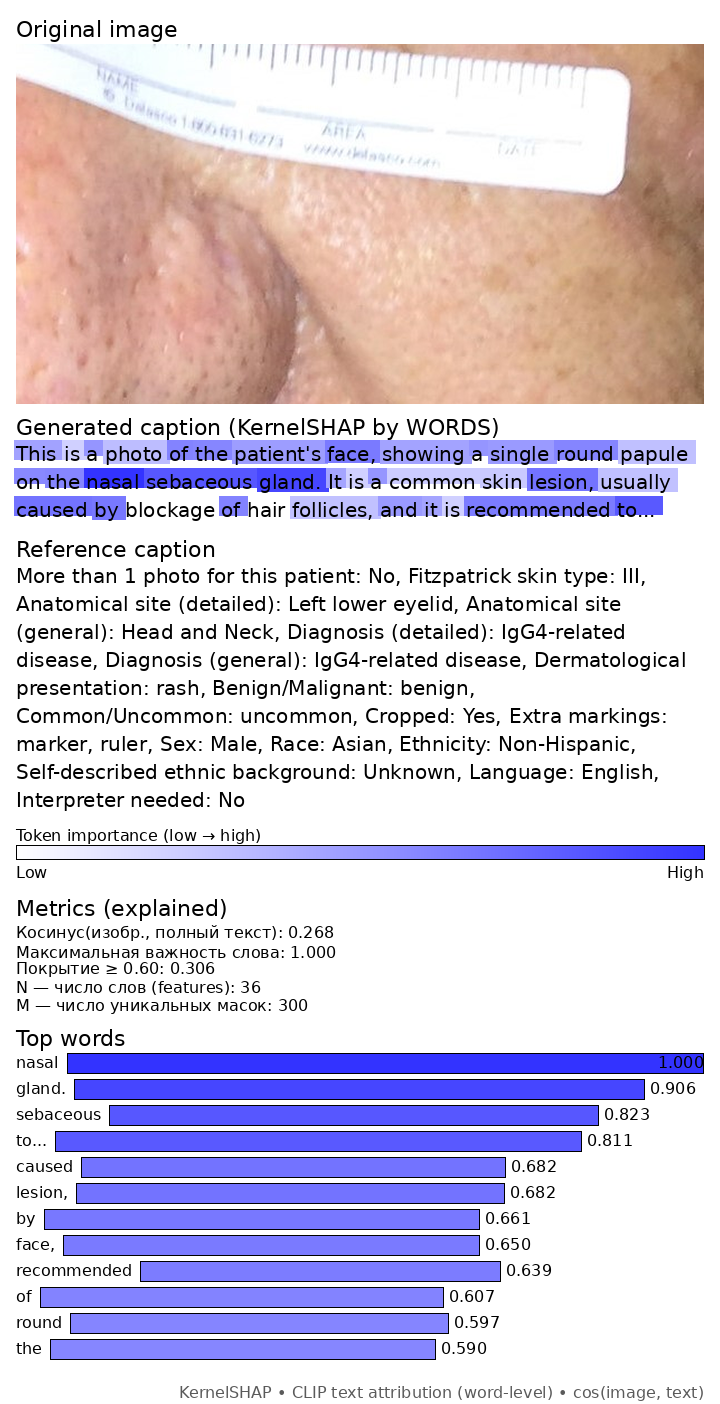 Original image
NAME
© Delasco 1.800.831.6273
AREA
www.delasco.com
DATE
Generated caption (KernelSHAP by WORDS)
This is a photo of the patient's face, showing a single round papule
on the nasal sebaceous gland. It is a common skin lesion, usually
caused by blockage of hair follicles, and it is recommended to...
Reference caption
More than 1 photo for this patient: No, Fitzpatrick skin type: III,
Anatomical site (detailed): Left lower eyelid, Anatomical site
(general): Head and Neck, Diagnosis (detailed): IgG4-related
disease, Diagnosis (general): IgG4-related disease, Dermatological
presentation: rash, Benign/Malignant: benign,
Common/Uncommon: uncommon, Cropped: Yes, Extra markings:
marker, ruler, Sex: Male, Race: Asian, Ethnicity: Non-Hispanic,
Self-described ethnic background: Unknown, Language: English,
Interpreter needed: No
Token importance (low → high)
Low High
Metrics (explained)
Косинус(изобр., полный текст): 0.268
Максимальная важность слова: 1.000
Покрытие ≥ 0.60: 0.306
N — число слов (features): 36
M — число уникальных масок: 300
Top words
nasal 1.000
gland. 0.906
sebaceous 0.823
to... 0.811
caused 0.682
lesion, 0.682
by 0.661
face, 0.650
recommended 0.639
of 0.607
round 0.597
the 0.590
KernelSHAP • CLIP text attribution (word-level) • cos(image, text)